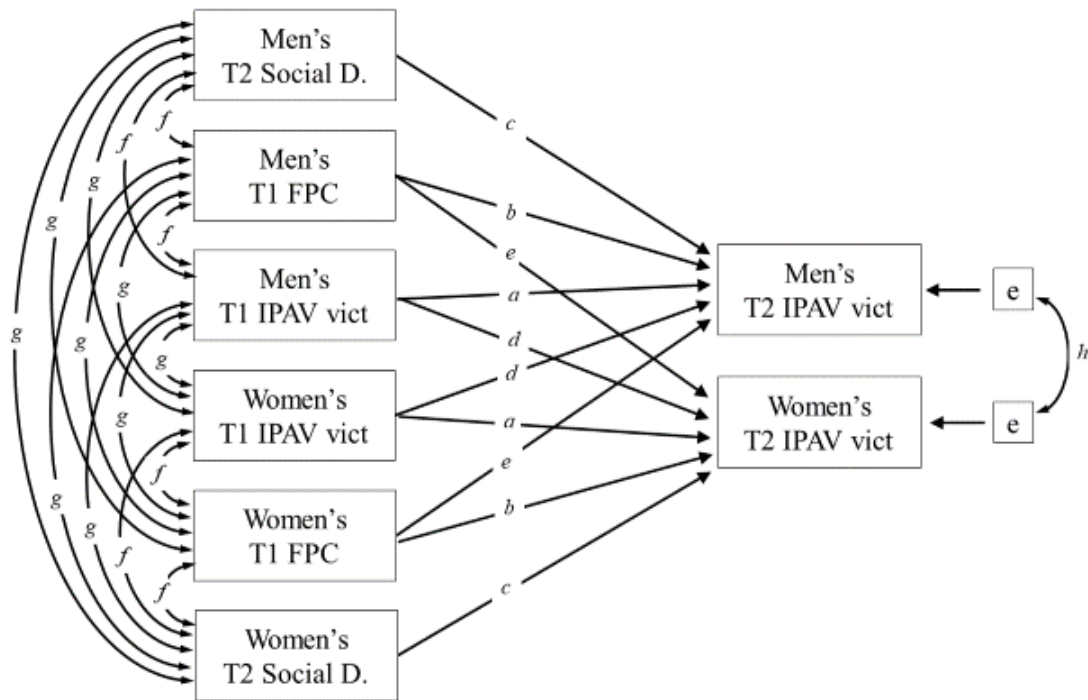 Men's
T2 Social D.
Men's
T1 FPC
Men's
T1 IPAV vict
Women's
T1 IPAV vict
Women's
T1 FPC
Women's
T2 Social D.
f
f
g
g
f
g
g
g
g
g
f
g
g
f
f
c
b
e
a
d
d
a
e
b
c
Men's
T2 IPAV vict
Women's
T2 IPAV vict
e
e
h